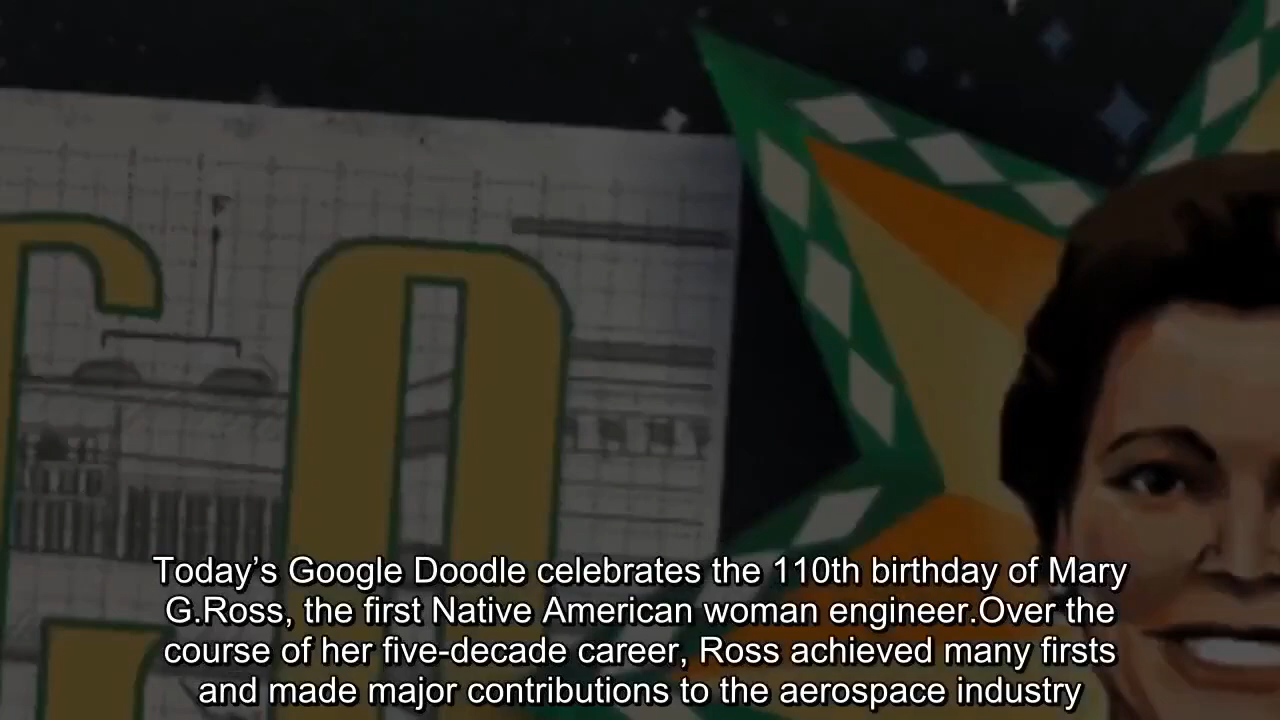 GO
Today’s Google Doodle celebrates the 110th birthday of Mary
G.Ross, the first Native American woman engineer.Over the
course of her five-decade career, Ross achieved many firsts
and made major contributions to the aerospace industry